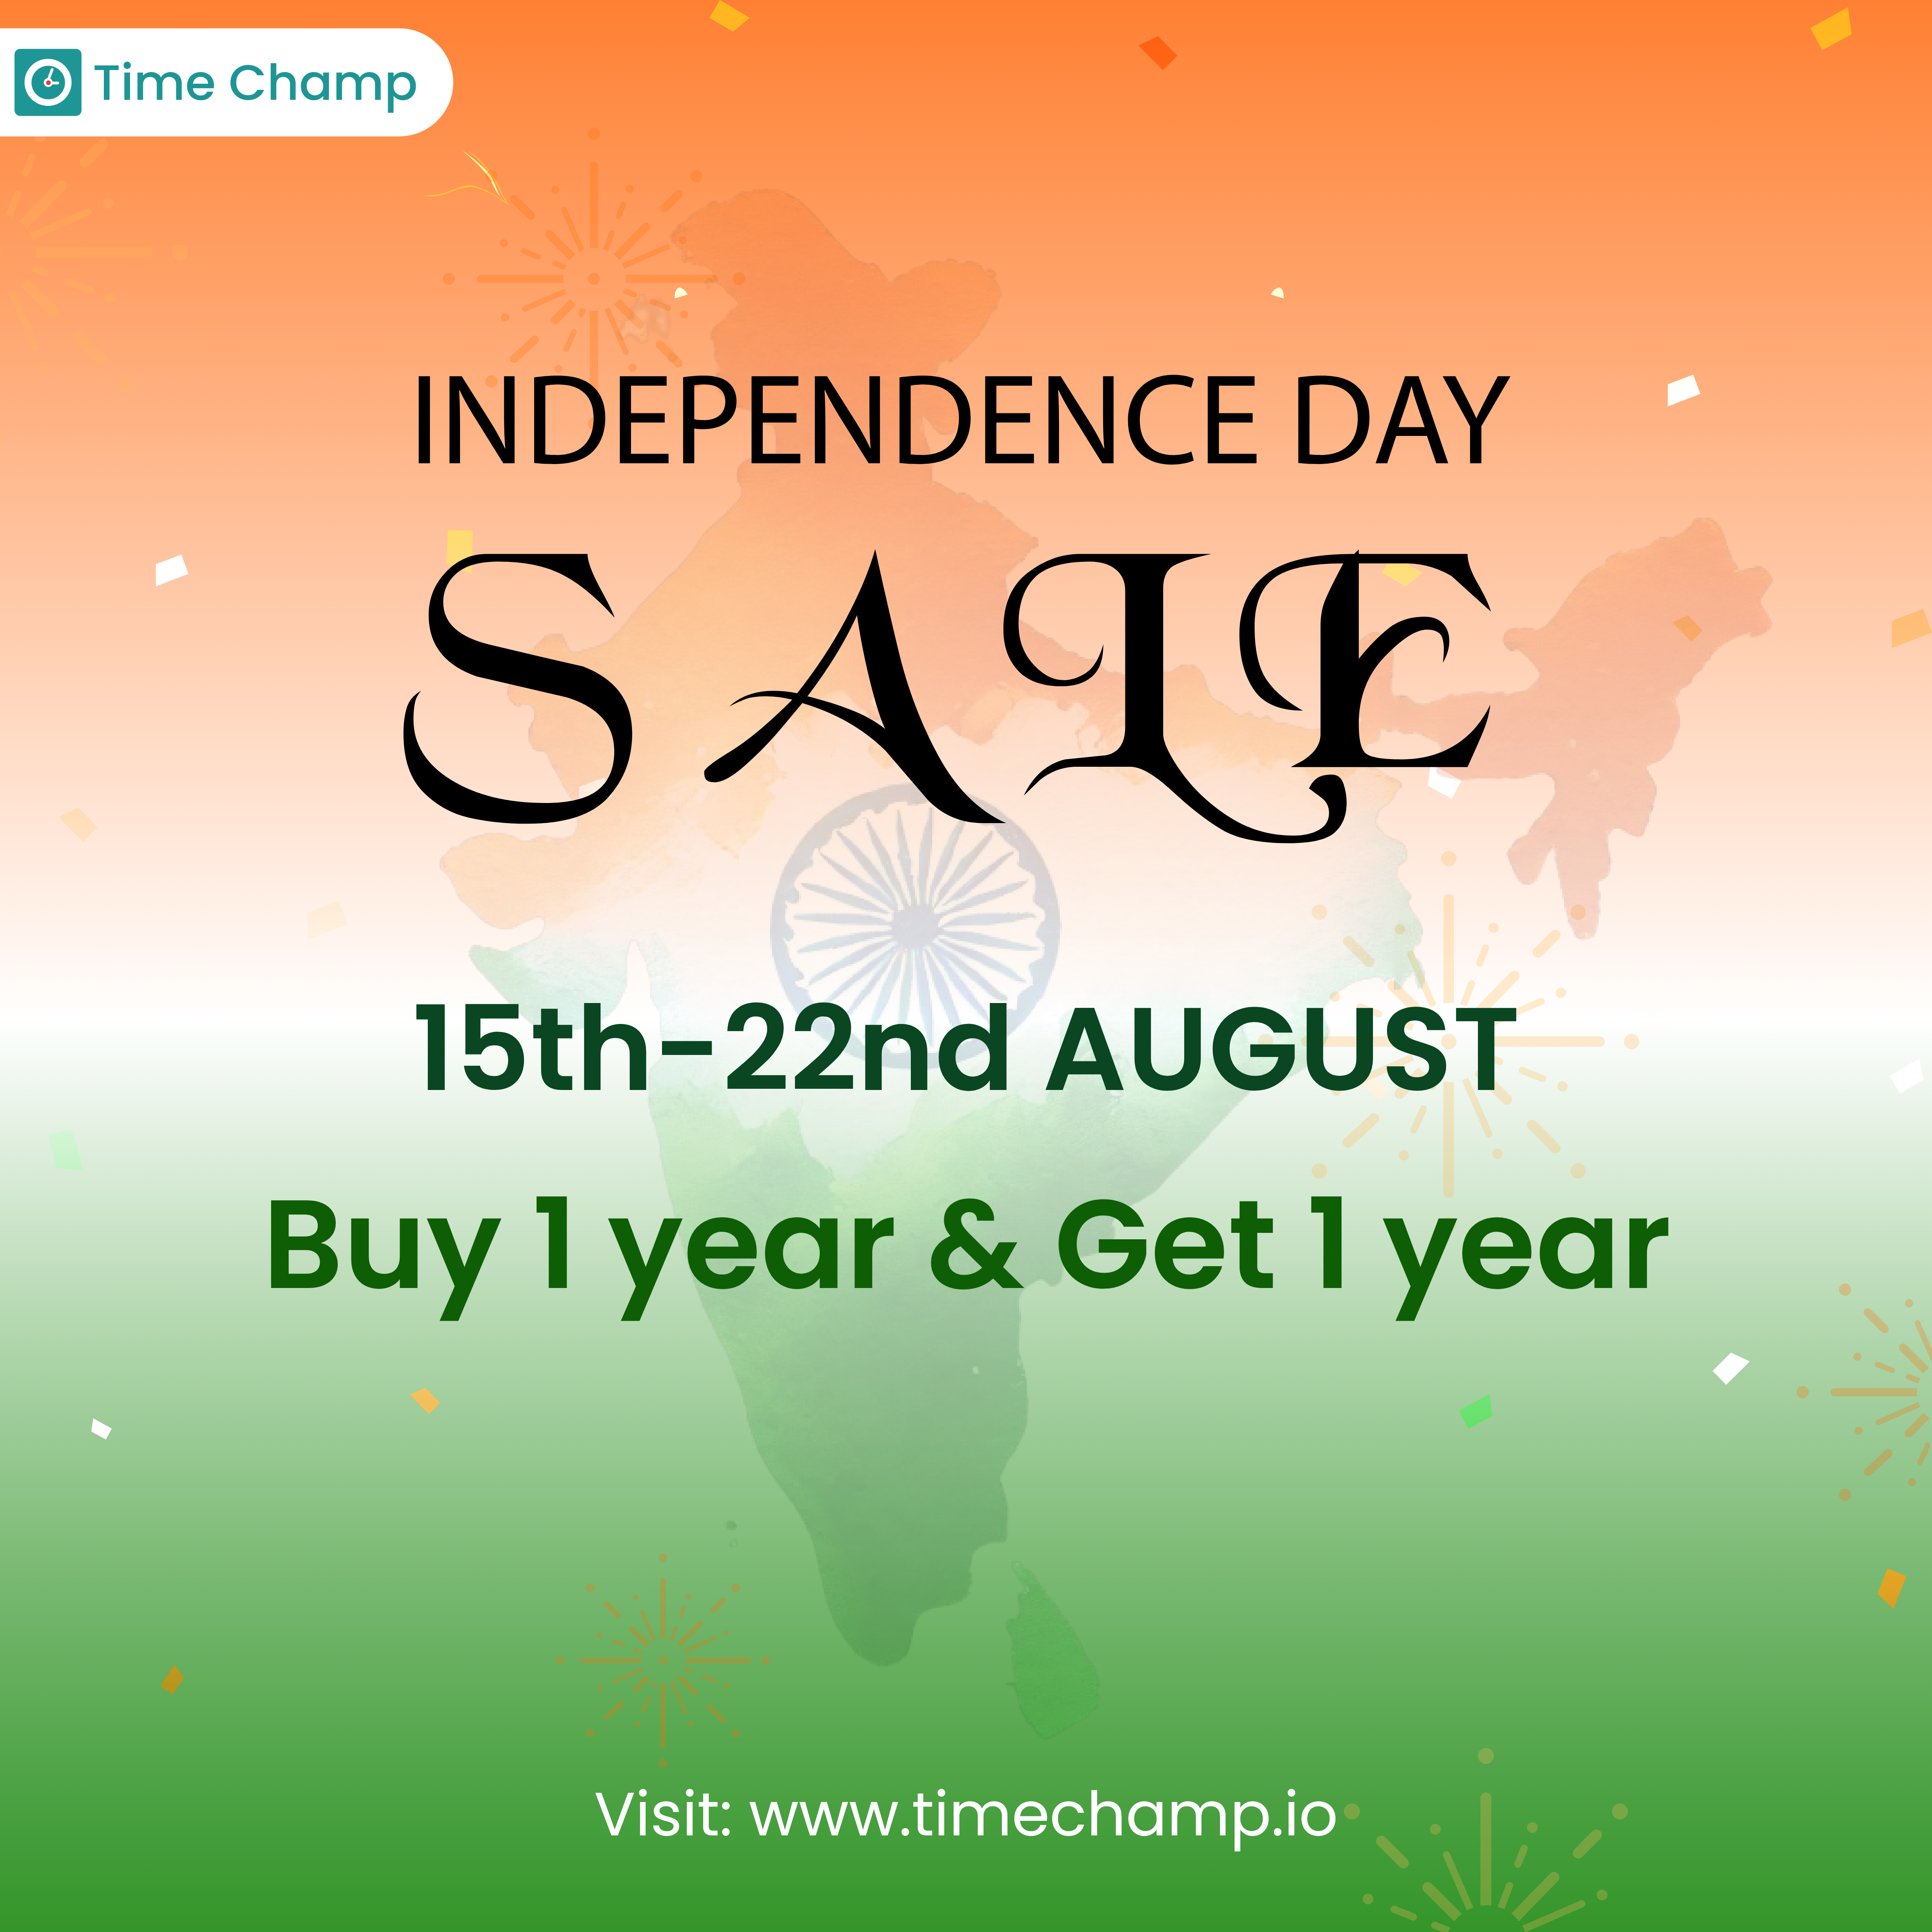 Time Champ
INDEPENDENCE DAY
SALE
15th-22nd AUGUST
Buy 1 year & Get 1 year
Visit: www.timechamp.io